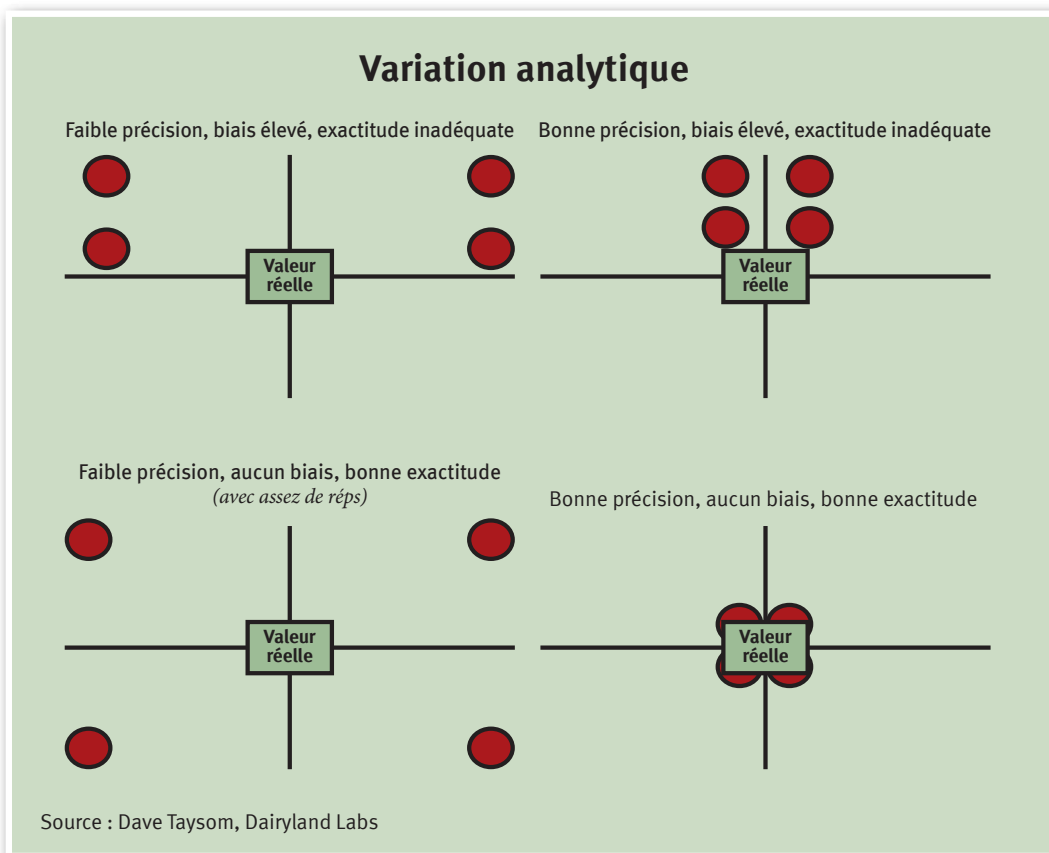 Variation analytique
Faible précision, biais élevé, exactitude inadéquate
Bonne précision, biais élevé, exactitude inadéquate
Valeur
réelle
Valeur
réelle
Faible précision, aucun biais, bonne exactitude
(avec assez de réps)
Bonne précision, aucun biais, bonne exactitude
Valeur
réelle
Valeur
réelle
Source : Dave Taysom, Dairyland Labs